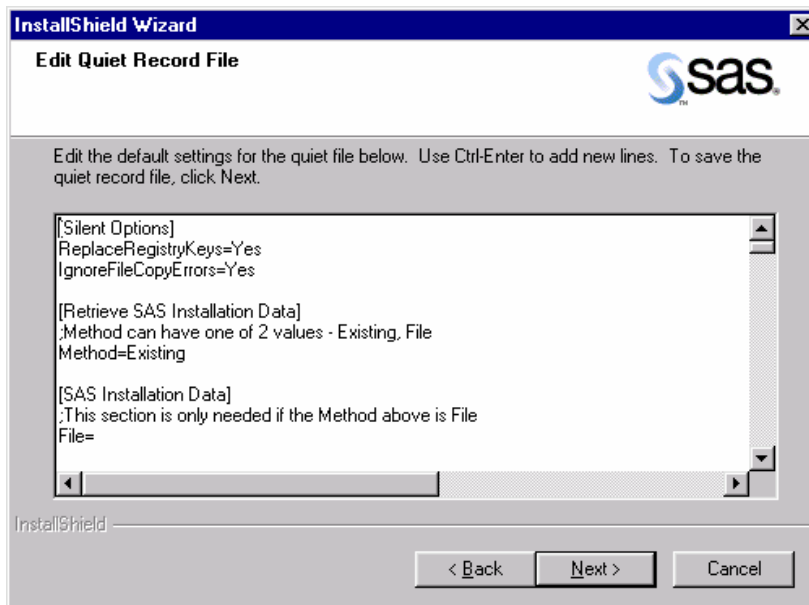 InstallShield Wizard
Edit Quiet Record File
sas
TM
®
Edit the default settings for the quiet file below. Use Ctrl-Enter to add new lines. To save the
quiet record file, click Next.
[Silent Options]
ReplaceRegistryKeys=Yes
IgnoreFileCopyErrors=Yes
[Retrieve SAS Installation Data]
;Method can have one of 2 values - Existing, File
Method=Existing
[SAS Installation Data]
;This section is only needed if the Method above is File
File=
InstallShield
< Back
Next >
Cancel